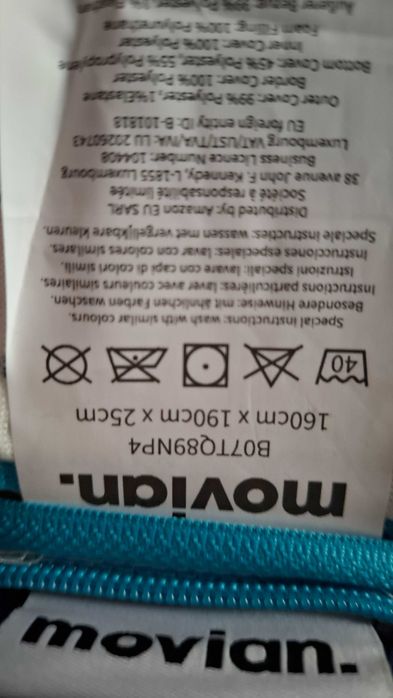 movian.
B07TQ89NP4
160cm x 190cm x 25cm
40
Special instructions: wash with similar colours.
Besondere Hinweise: mit ähnlichen Farben waschen.
Instructions particulières: laver avec couleurs similaires.
Istruzioni speciali: lavare con capi di colori simili.
Instrucciones especiales: lavar con colores similares.
Speciale instructies: wassen met vergelijkbare kleuren.
Distributed by: Amazon EU SARL
Société à responsabilité limitée
38 avenue John F. Kennedy, L-1855 Luxembourg
Business Licence Number: 104408
Luxembourg VAT/UST/TVA/IVA: LU 20260743
EU foreign entity ID: B-101818
Outer Cover: 99% Polyester, 1%Elastane
Border Cover: 100% Polyester
Bottom Cover: 45% Polyester, 55% Polypropylene
Inner Cover: 100% Polyester
Foam Filling: 100% Polyurethane
Äußerer Bezug: 99% Polyester, 1%
movian.